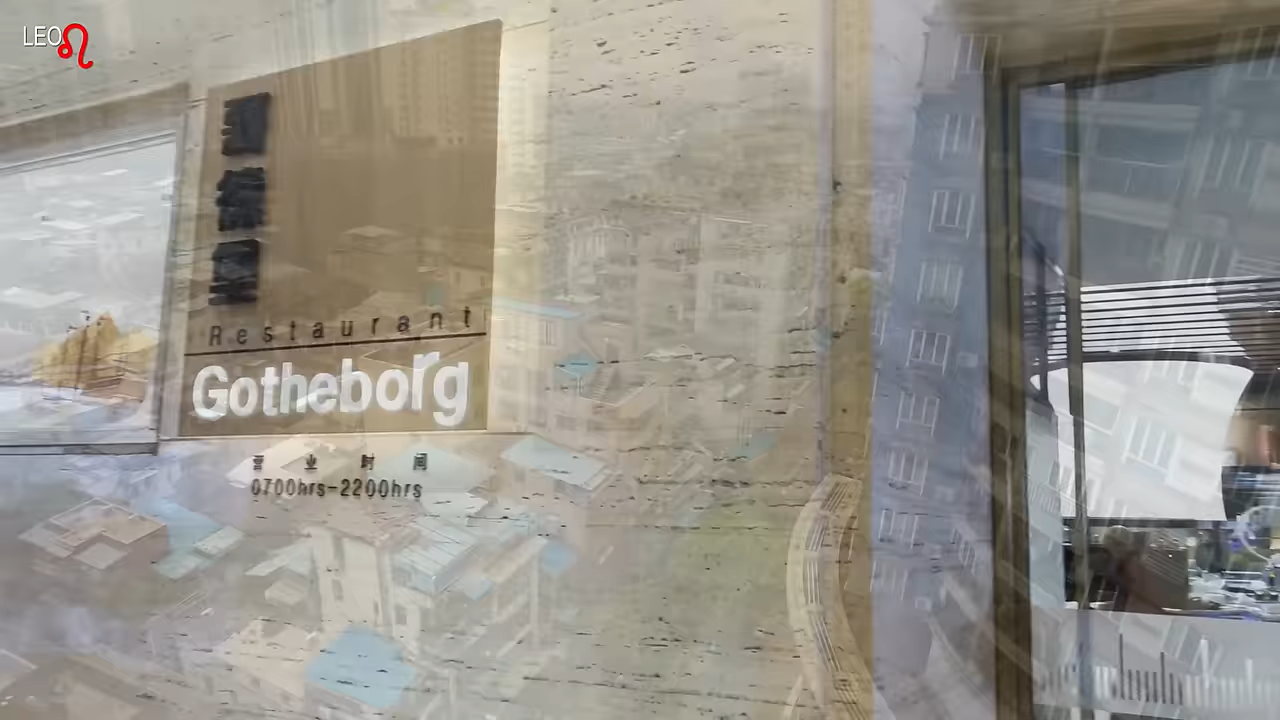 LEO
Restaurant
Gotheborg
营业时间
0700hrs-2200hrs